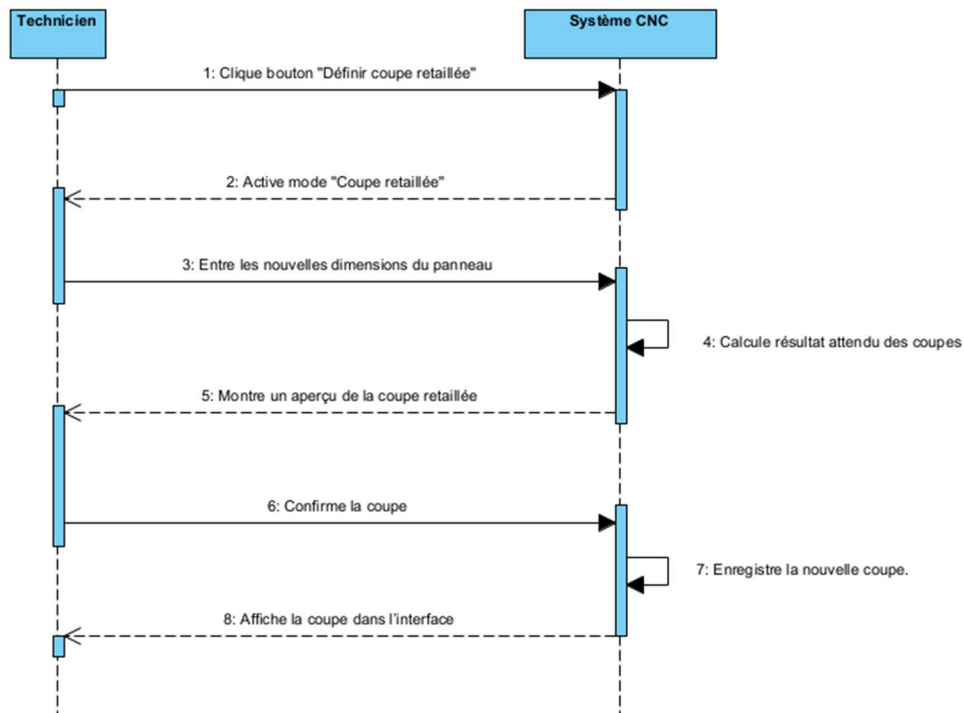 Technicien
Système CNC
1: Clique bouton "Définir coupe retaillée"
2: Active mode "Coupe retaillée"
3: Entre les nouvelles dimensions du panneau
4: Calcule résultat attendu des coupes
5: Montre un aperçu de la coupe retaillée
6: Confirme la coupe
7: Enregistre la nouvelle coupe.
8: Affiche la coupe dans l'interface